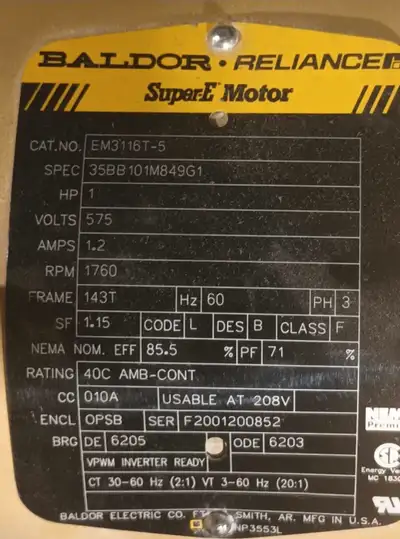 BALDOR • RELIANCE
Super-E Motor
CAT.NO. EM3116T-5
SPEC 35BB101M849G1
HP 1
VOLTS 575
AMPS 1.2
RPM 1760
FRAME 143T Hz 60 PH 3
SF 1.15 CODE L DES B CLASS F
NEMA NOM. EFF 85.5 % PF 71 %
RATING 40C AMB-CONT
CC 010A USABLE AT 208V
ENCL OPSB SER F2001200852
BRG DE 6205 ODE 6203
VPWM INVERTER READY
CT 30-60 Hz (2:1) VT 3-60 Hz (20:1)
BALDOR ELECTRIC CO. SMITH, AR. MFG IN U.S.A.
NP3553L